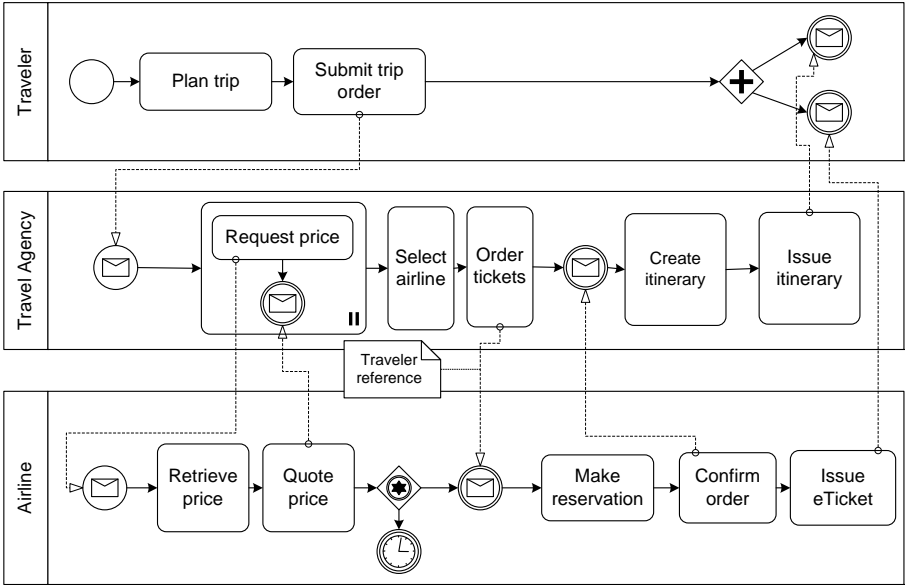 Traveler
Plan trip
Submit trip
order
Travel Agency
Request price
Select
airline
Order
tickets
Create
itinerary
Issue
itinerary
Traveler
reference
Airline
Retrieve
price
Quote
price
Make
reservation
Confirm
order
Issue
eTicket